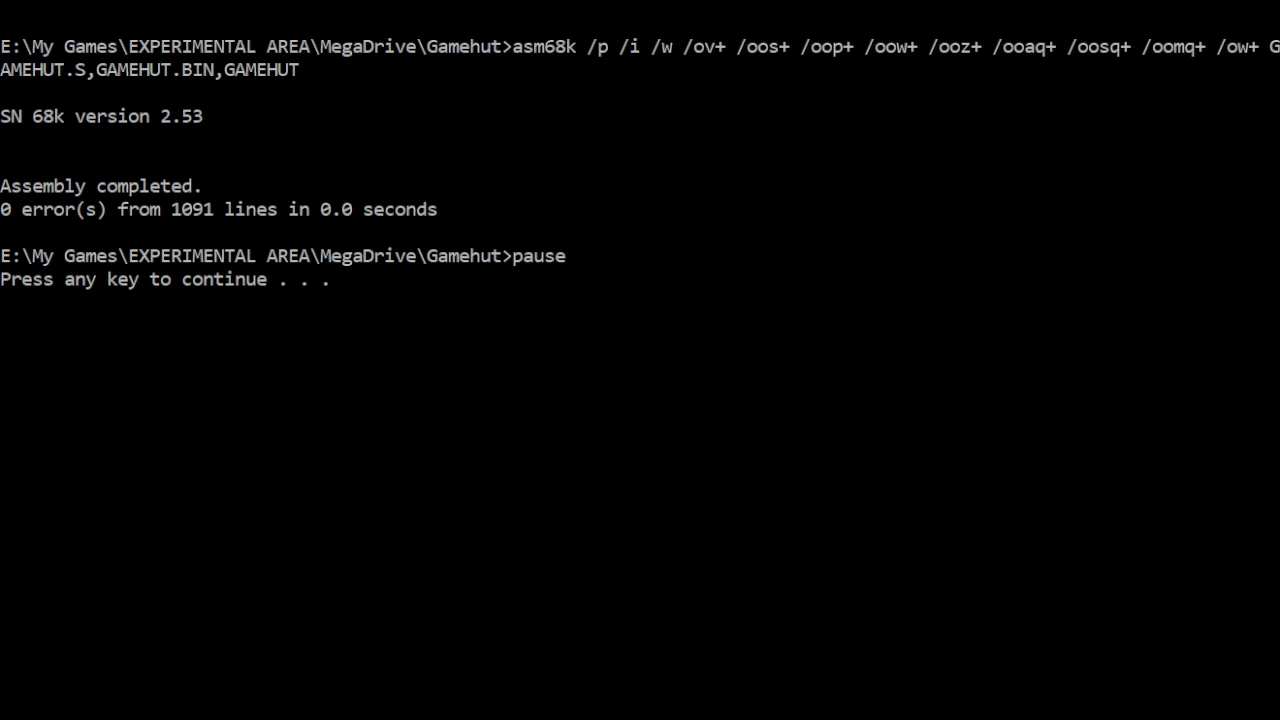 E:\My Games\EXPERIMENTAL AREA\MegaDrive\Gamehut>asm68k /p /i /w /ov+ /oos+ /oop+ /oow+ /ooz+ /ooaq+ /oosq+ /oomq+ /ow+ G
AMEHUT.S,GAMEHUT.BIN,GAMEHUT
SN 68k version 2.53
Assembly completed.
0 error(s) from 1091 lines in 0.0 seconds
E:\My Games\EXPERIMENTAL AREA\MegaDrive\Gamehut>pause
Press any key to continue . . .